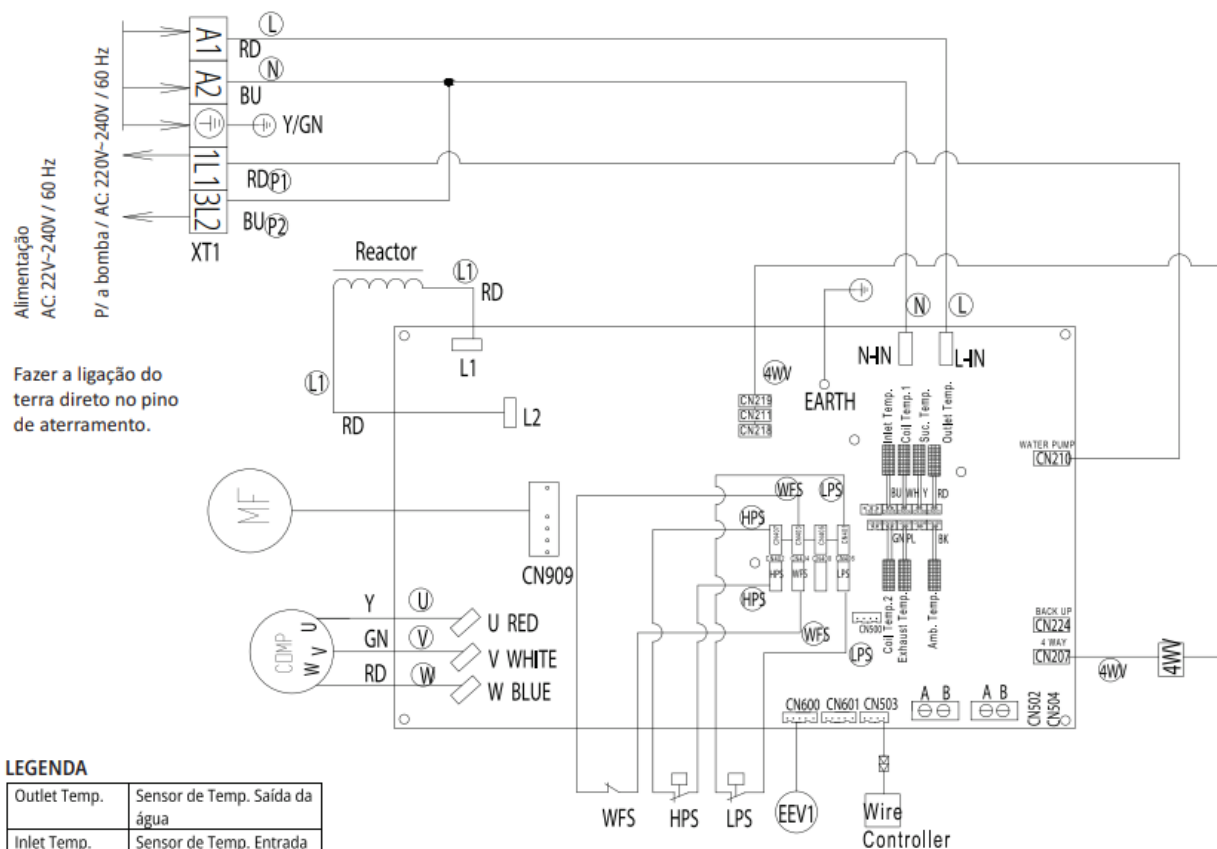 A1
L
RD
A2
N
BU
Y/GN
1L1
RD
P1
3L2
BU
P2
XT1
Alimentação
AC: 22V~240V / 60 Hz
P/ a bomba / AC: 220V~240V / 60 Hz
Fazer a ligação do
terra direto no pino
de aterramento.
Reactor
L1
RD
L1
L1
RD
L2
N
L
N-IN
L-IN
4WV
CN219
CN211
CN218
EARTH
Inlet Temp.
Coil Temp.1
Suc. Temp.
Outlet Temp.
BU
WH
Y
RD
GN
PL
BK
Coil Temp.2
Exhaust Temp.
Amb. Temp.
WATER PUMP
CN210
MF
CN909
WFS
LPS
HPS
HPS
WFS
LPS
HPS
WFS
LPS
CN500
BACK UP
CN224
4 WAY
CN207
4WV
4WV
COMP
U
V
W
Y
U
U RED
GN
V
V WHITE
RD
W
W BLUE
CN600
CN601
CN503
A B
A B
CN502
CN504
WFS
HPS
LPS
EEV1
Wire
Controller
LEGENDA
Outlet Temp.
Sensor de Temp. Saída da
água
Inlet Temp.
Sensor de Temp. Entrada